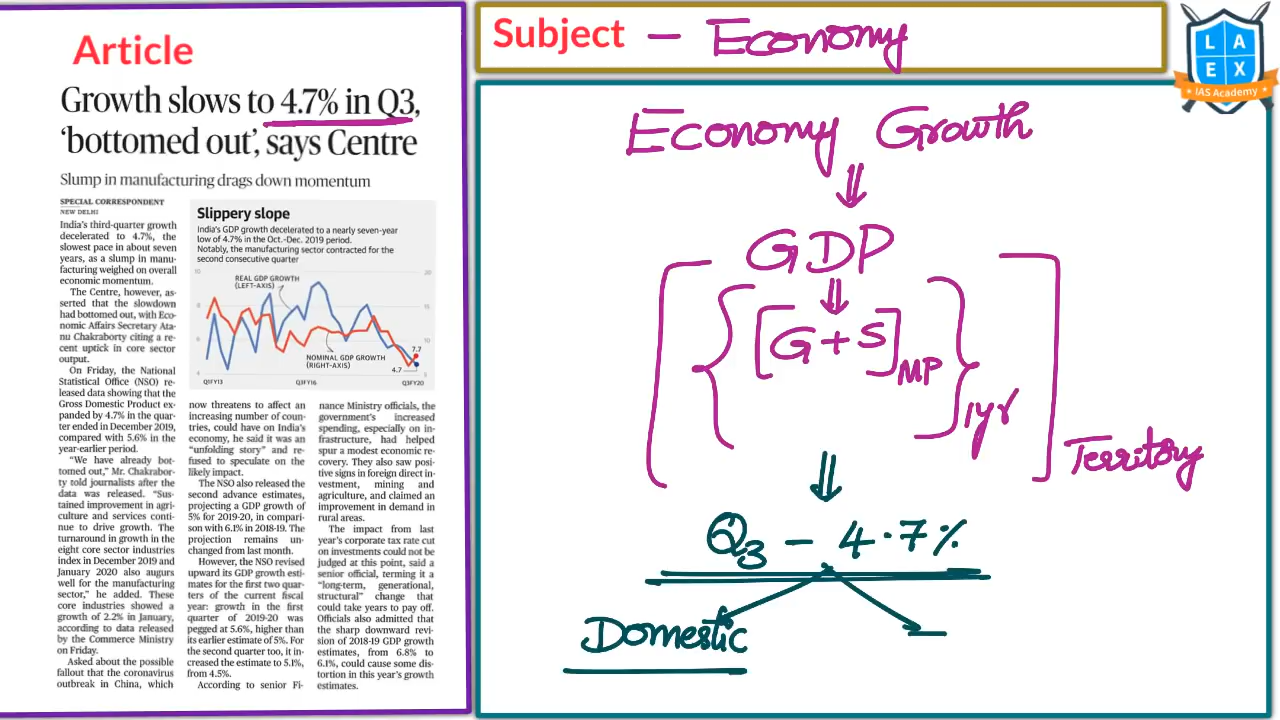 Article
Growth slows to 4.7% in Q3,
'bottomed out', says Centre
Slump in manufacturing drags down momentum
SPECIAL CORRESPONDENT
NEW DELHI
India's third-quarter growth
decelerated to 4.7%, the
slowest pace in about seven
years, as a slump in manu-
facturing weighed on overall
economic momentum.
The Centre, however, as-
serted that the slowdown
had bottomed out, with Eco-
nomic Affairs Secretary Ata-
nu Chakraborty citing a re-
cent uptick in core sector
output.
On Friday, the National
Statistical Office (NSO) re-
leased data showing that the
Gross Domestic Product ex-
panded by 4.7% in the quar-
ter ended in December 2019,
compared with 5.6% in the
year-earlier period.
"We have already bot-
tomed out," Mr. Chakrabor-
ty told journalists after the
data was released. "Sus-
tained improvement in agri-
culture and services conti-
nue to drive growth. The
turnaround in growth in the
eight core sector industries
index in December 2019 and
January 2020 also augurs
well for the manufacturing
sector," he added. These
core industries showed a
growth of 2.2% in January,
according to data released
by the Commerce Ministry
on Friday.
Asked about the possible
fallout that the coronavirus
outbreak in China, which
Slippery slope
India's GDP growth decelerated to a nearly seven-year
low of 4.7% in the Oct.-Dec. 2019 period.
Notably, the manufacturing sector contracted for the
second consecutive quarter
10
20
REAL GDP GROWTH
(LEFT-AXIS)
8
15
6
10
7.7
NOMINAL GDP GROWTH
(RIGHT-AXIS)
4.7
4
5
Q1FY13
Q3FY16
Q3FY20
now threatens to affect an
increasing number of coun-
tries, could have on India's
economy, he said it was an
"unfolding story" and re-
fused to speculate on the
likely impact.
The NSO also released the
second advance estimates,
projecting a GDP growth of
5% for 2019-20, in compari-
son with 6.1% in 2018-19. The
projection remains un-
changed from last month.
However, the NSO revised
upward its GDP growth esti-
mates for the first two quar-
ters of the current fiscal
year: growth in the first
quarter of 2019-20 was
pegged at 5.6%, higher than
its earlier estimate of 5%. For
the second quarter too, it in-
creased the estimate to 5.1%,
from 4.5%.
According to senior Fi-
nance Ministry officials, the
government's increased
spending, especially on in-
frastructure, had helped
spur a modest economic re-
covery. They also saw posi-
tive signs in foreign direct in-
vestment, mining and
agriculture, and claimed an
improvement in demand in
rural areas.
The impact from last
year's corporate tax rate cut
on investments could not be
judged at this point, said a
senior official, terming it a
"long-term, generational,
structural" change that
could take years to pay off.
Officials also admitted that
the sharp downward revi-
sion of 2018-19 GDP growth
estimates, from 6.8% to
6.1%, could cause some dis-
tortion in this year's growth
estimates.
Subject – Economy
L A
E X
IAS Academy
Economy Growth
GDP
[{[G+S]MP}1yr]Territory
Q3 – 4.7%
Domestic